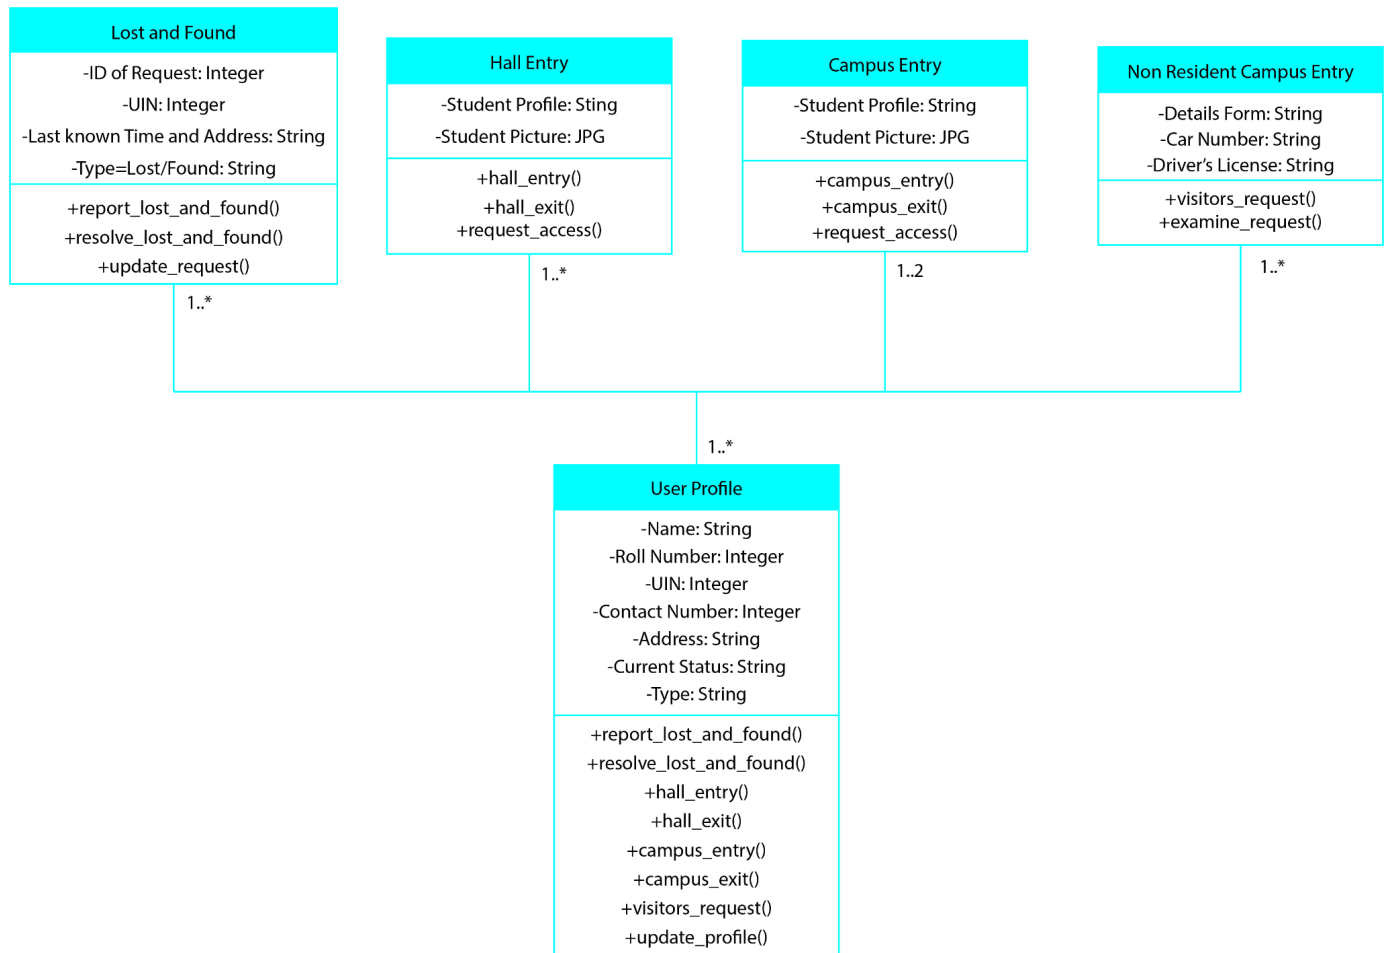 Lost and Found
-ID of Request: Integer
-UIN: Integer
-Last known Time and Address: String
-Type=Lost/Found: String
+report_lost_and_found()
+resolve_lost_and_found()
+update_request()
1..*
Hall Entry
-Student Profile: Sting
-Student Picture: JPG
+hall_entry()
+hall_exit()
+request_access()
1..*
Campus Entry
-Student Profile: String
-Student Picture: JPG
+campus_entry()
+campus_exit()
+request_access()
1..2
Non Resident Campus Entry
-Details Form: String
-Car Number: String
-Driver’s License: String
+visitors_request()
+examine_request()
1..*
1..*
User Profile
-Name: String
-Roll Number: Integer
-UIN: Integer
-Contact Number: Integer
-Address: String
-Current Status: String
-Type: String
+report_lost_and_found()
+resolve_lost_and_found()
+hall_entry()
+hall_exit()
+campus_entry()
+campus_exit()
+visitors_request()
+update_profile()